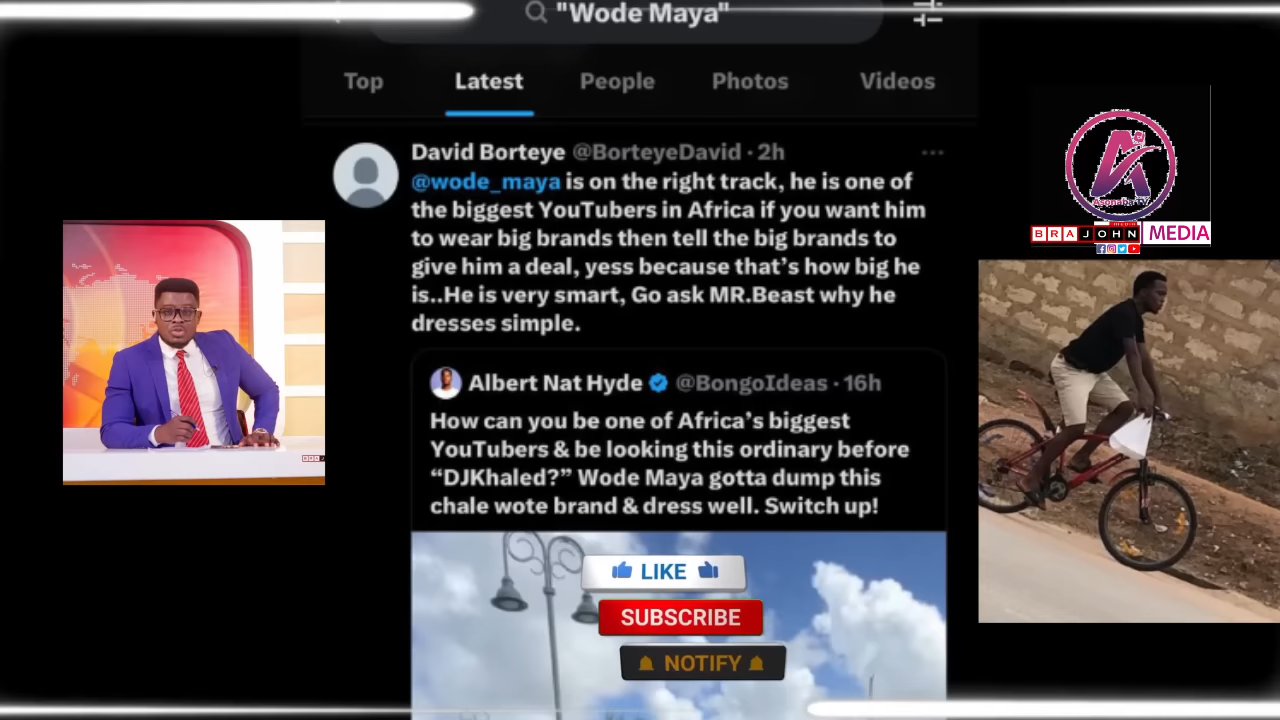 "Wode Maya"
Top Latest People Photos Videos
David Borteye @BorteyeDavid · 2h
@wode_maya is on the right track, he is one of
the biggest YouTubers in Africa if you want him
to wear big brands then tell the big brands to
give him a deal, yess because that's how big he
is..He is very smart, Go ask MR.Beast why he
dresses simple.
Albert Nat Hyde @BongoIdeas · 16h
How can you be one of Africa's biggest
YouTubers & be looking this ordinary before
“DJKhaled?” Wode Maya gotta dump this
chale wote brand & dress well. Switch up!
LIKE
SUBSCRIBE
NOTIFY
BRA JOHN MEDIA